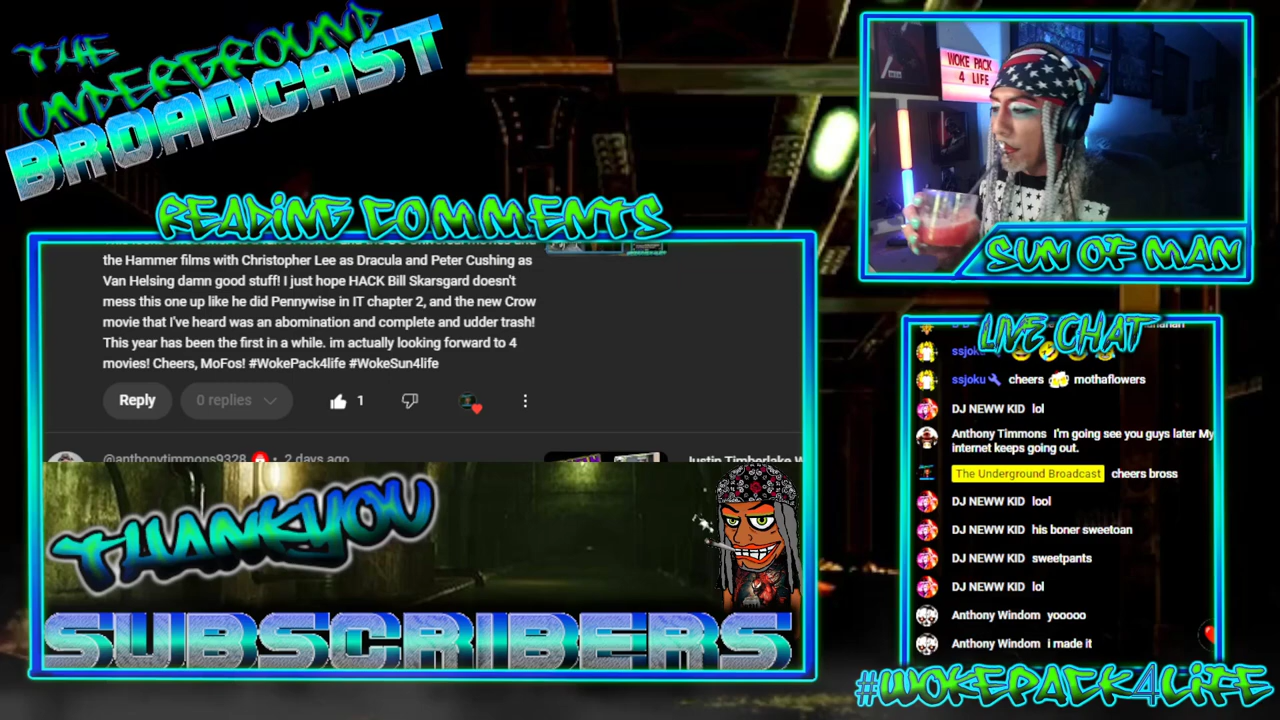 THE
UNDERGROUND
BROADCAST
WOKE PACK
4 LIFE
READING COMMENTS
the Hammer films with Christopher Lee as Dracula and Peter Cushing as
Van Helsing damn good stuff! I just hope HACK Bill Skarsgard doesn't
mess this one up like he did Pennywise in IT chapter 2, and the new Crow
movie that I've heard was an abomination and complete and udder trash!
This year has been the first in a while. im actually looking forward to 4
movies! Cheers, MoFos! #WokePack4life #WokeSun4life
Reply
0 replies
1
@anthonytimmons9328 • 2 days ago
Justin Timberlake W
THANKYOU
SUBSCRIBERS
SUN OF MAN
LIVE CHAT
ssjoku
ssjoku cheers 🍻 mothaflowers
DJ NEWW KID lol
Anthony Timmons I'm going see you guys later My
internet keeps going out.
The Underground Broadcast cheers bross
DJ NEWW KID lool
DJ NEWW KID his boner sweetoan
DJ NEWW KID sweetpants
DJ NEWW KID lol
Anthony Windom yooooo
Anthony Windom i made it
#WOKEPACK4LIFE